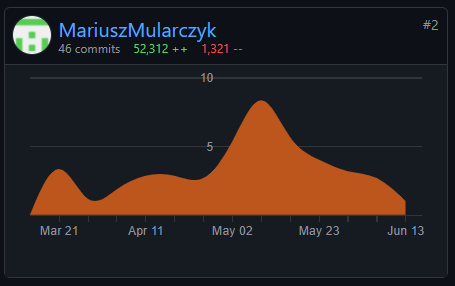 MariuszMularczyk
#2
46 commits 52,312 ++ 1,321 --
10
5
Mar 21 Apr 11 May 02 May 23 Jun 13